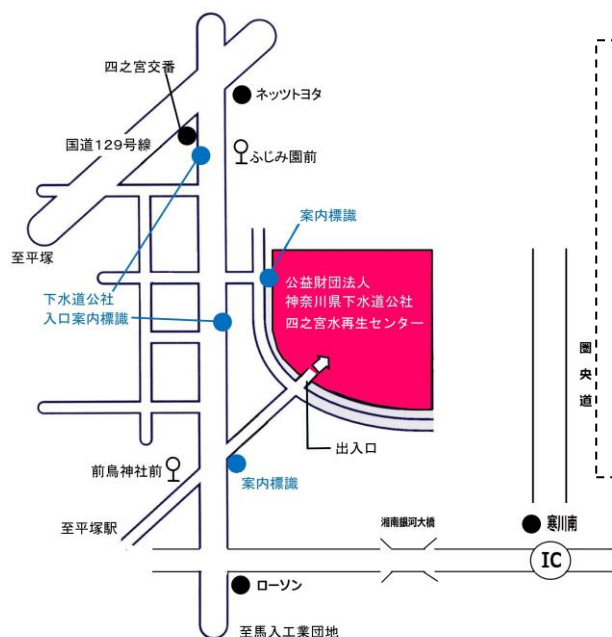 四之宮交番
ネッツトヨタ
国道129号線
ふじみ園前
至平塚
案内標識
公益財団法人
神奈川県下水道公社
四之宮水再生センター
下水道公社
入口案内標識
圏央道
出入口
前鳥神社前
案内標識
至平塚駅
湘南銀河大橋
寒川南
IC
ローソン
至馬入工業団地